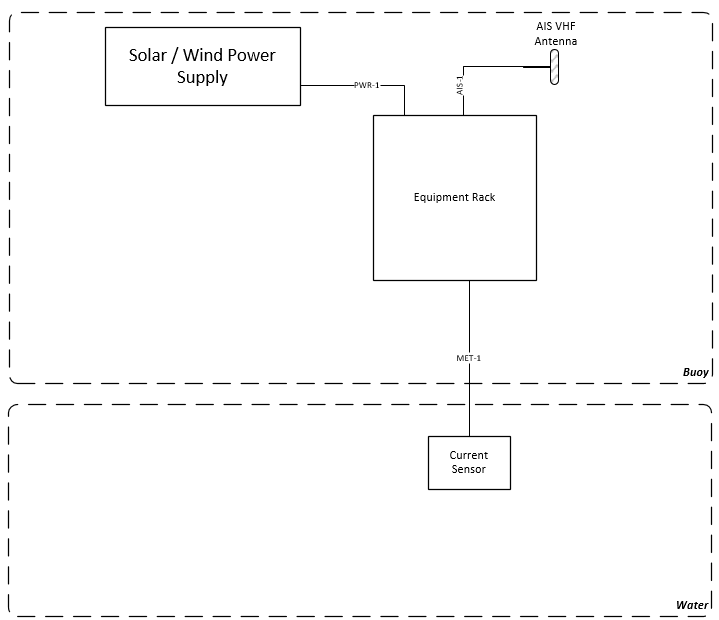 AIS VHF
Antenna
Solar / Wind Power
Supply
PWR-1
AIS-1
Equipment Rack
MET-1
Buoy
Current
Sensor
Water